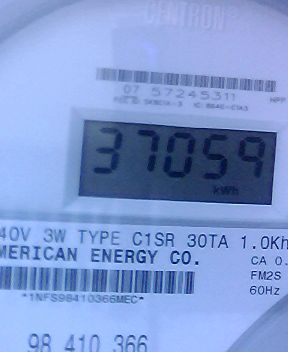 CENTRON
07 57245311
37059
kWh
40V 3W TYPE C1SR 30TA 1.0Kh
MERICAN ENERGY CO.
CA 0.
FM2S
60Hz
*1NFS98410366MEC*
98 410 366